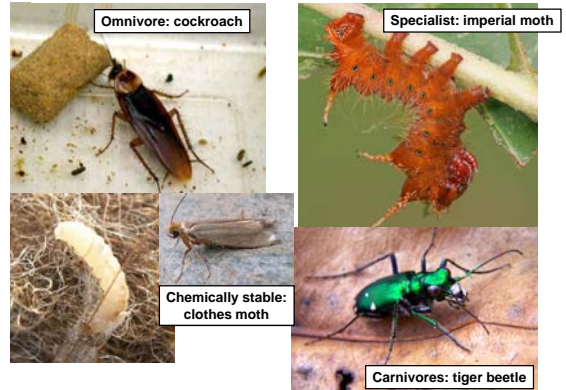 Omnivore: cockroach
Specialist: imperial moth
Chemically stable:
clothes moth
Carnivores: tiger beetle